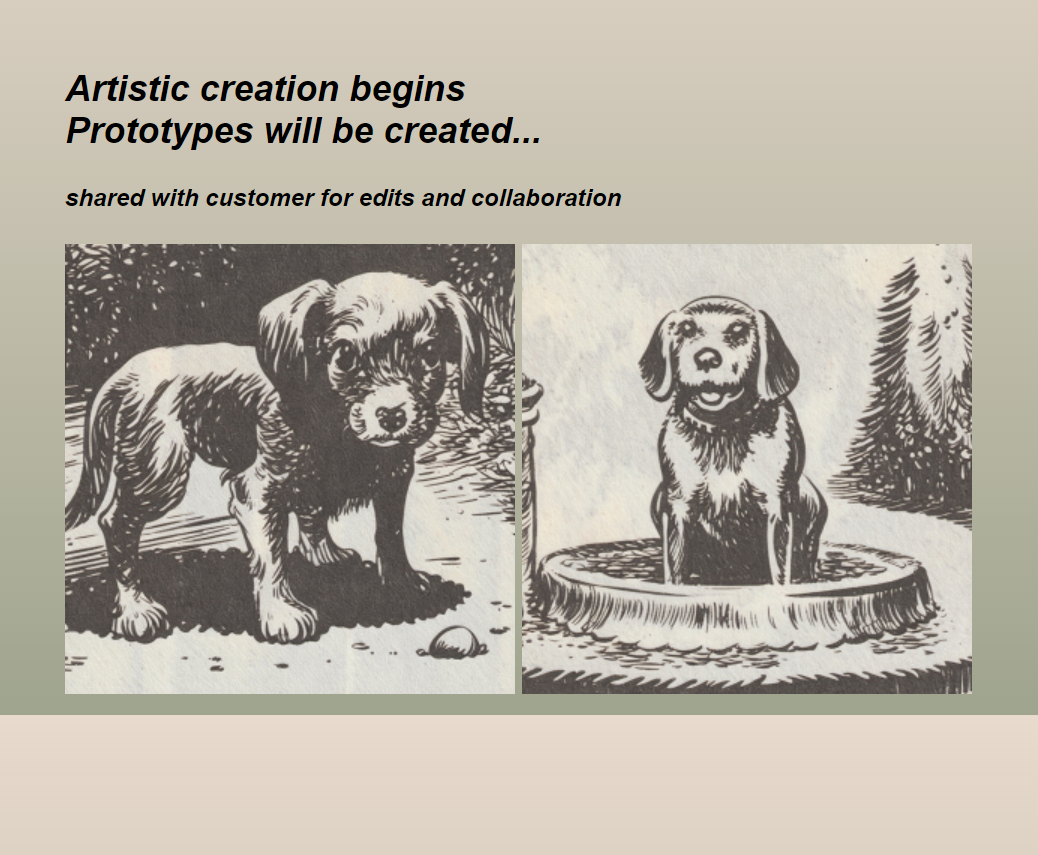 Artistic creation begins
Prototypes will be created...
shared with customer for edits and collaboration